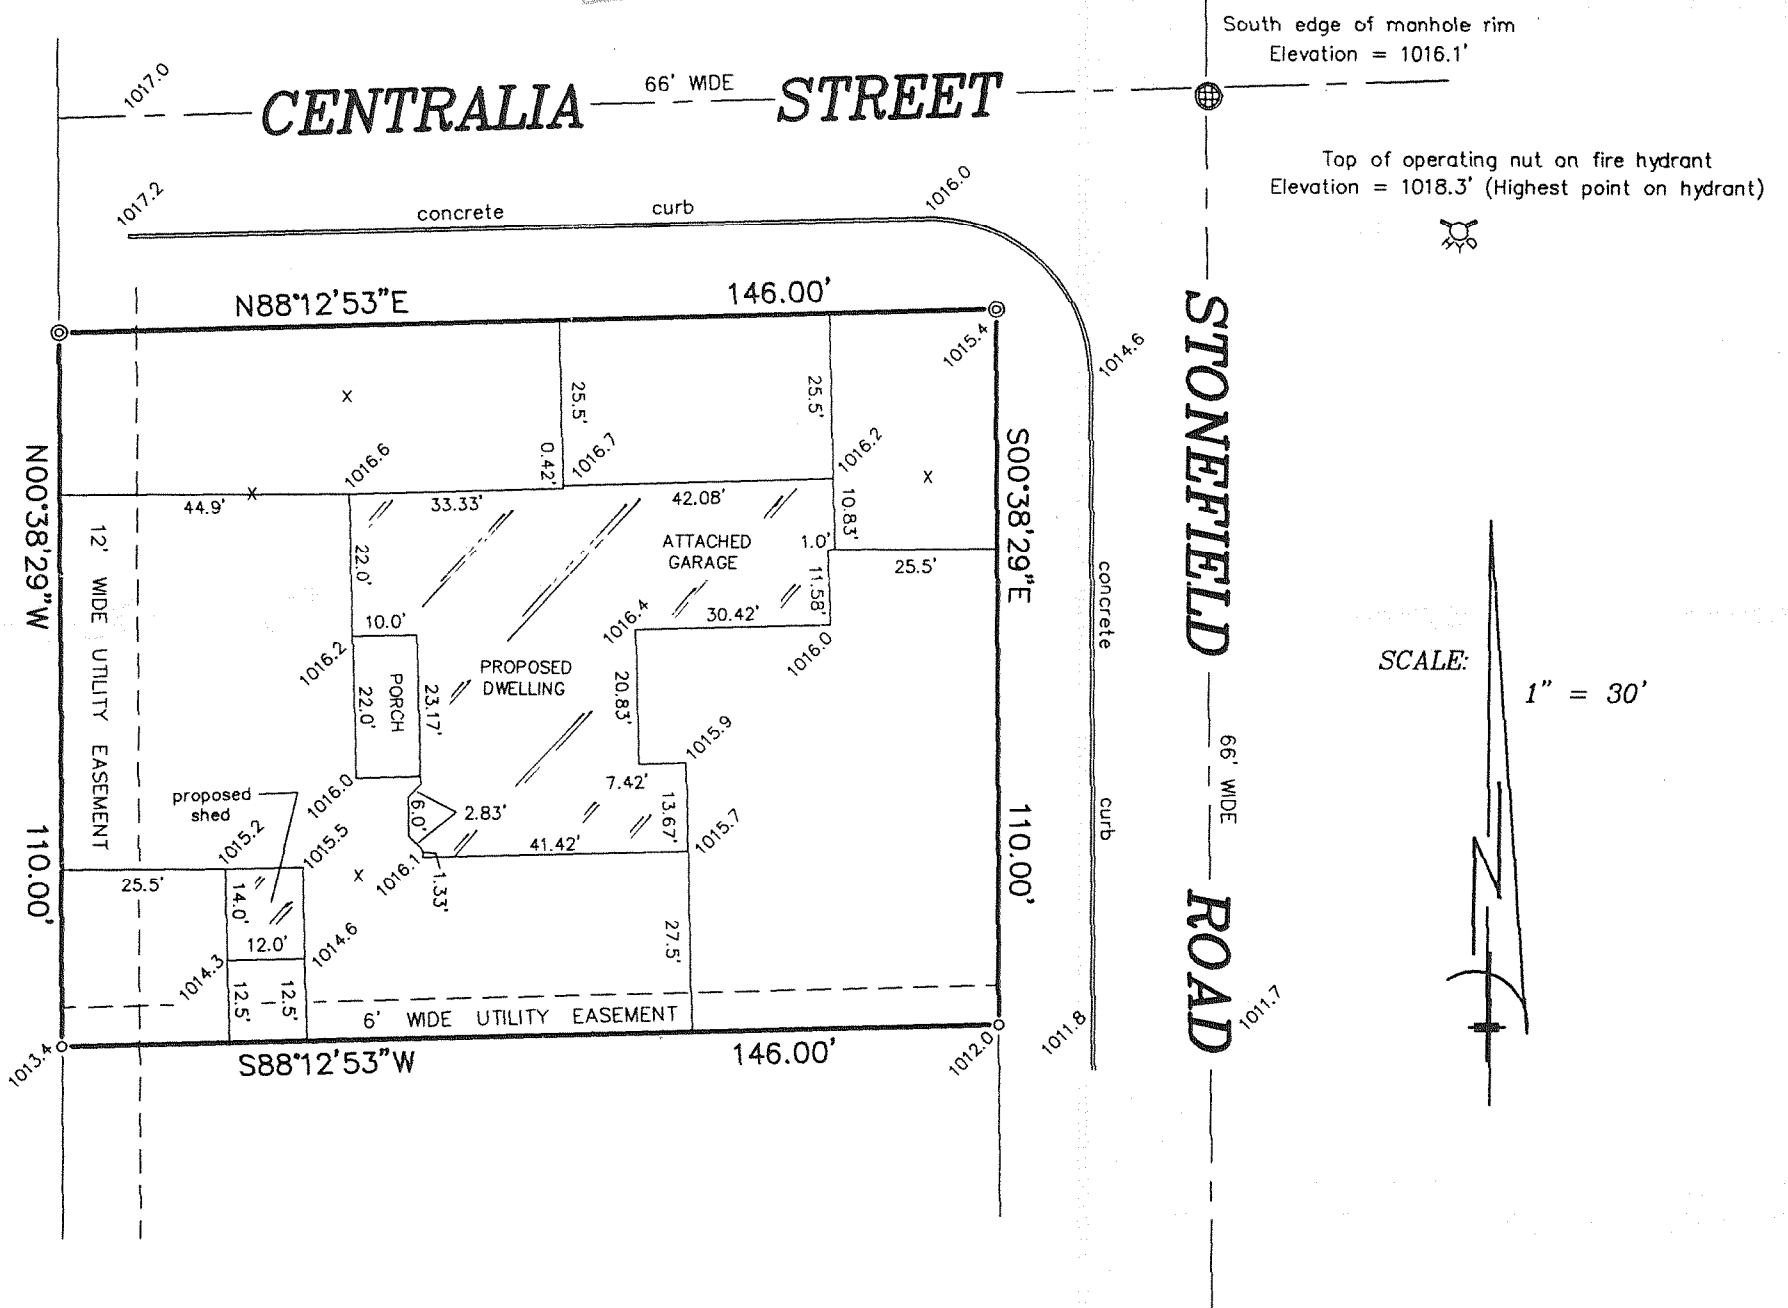 South edge of manhole rim
Elevation = 1016.1'
1017.0
CENTRALIA 66' WIDE STREET
Top of operating nut on fire hydrant
Elevation = 1018.3' (Highest point on hydrant)
HYD
1017.2
concrete curb
1016.0
N88°12'53"E
146.00'
1015.4
1014.6
STONEFIELD
66' WIDE
ROAD
25.5'
25.5'
1016.6
0.42'
1016.7
1016.2
44.9'
33.33'
42.08'
10.83'
N00°38'29"W
S00°38'29"E
12' WIDE UTILITY EASEMENT
22.0'
ATTACHED
GARAGE
1.0'
11.58'
25.5'
concrete
curb
10.0'
1016.4
30.42'
1016.0
1016.2
PORCH
22.0'
23.17'
PROPOSED
DWELLING
20.83'
1015.9
SCALE:
1" = 30'
N
7.42'
proposed
shed
1016.0
6.0'
2.83'
13.67'
1015.7
110.00'
110.00'
1015.2
1015.5
41.42'
1016.1
1.33'
25.5'
14.0'
12.0'
1014.6
27.5'
1014.3
12.5'
12.5'
6' WIDE UTILITY EASEMENT
1013.4
S88°12'53"W
146.00'
1012.0
1011.8
1011.7